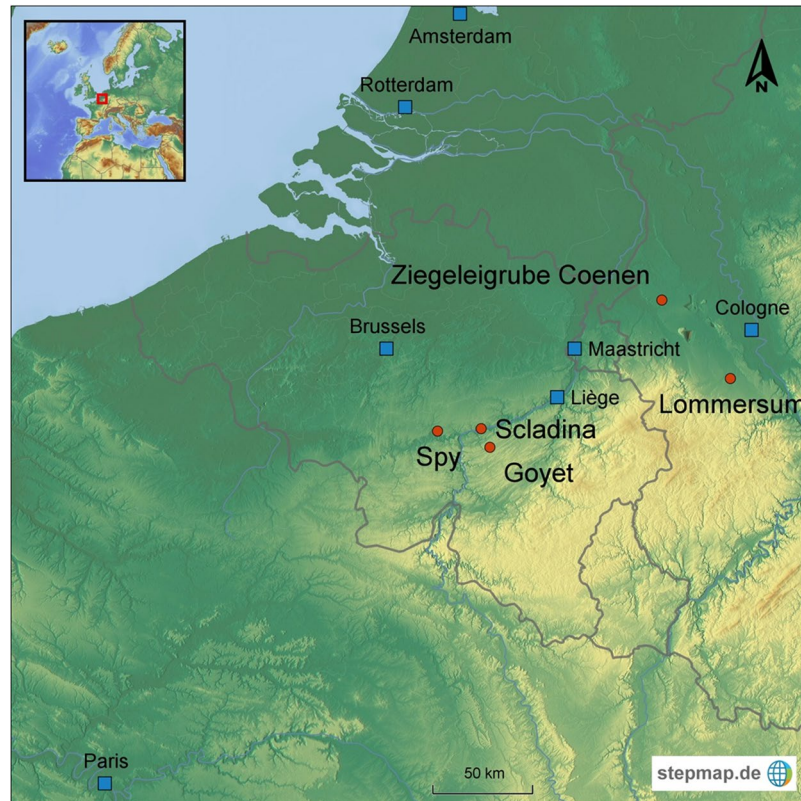 Amsterdam
N
Rotterdam
Ziegeleigrube Coenen
Cologne
Brussels
Maastricht
Liège
Lommersum
Scladina
Spy
Goyet
Paris
50 km
stepmap.de